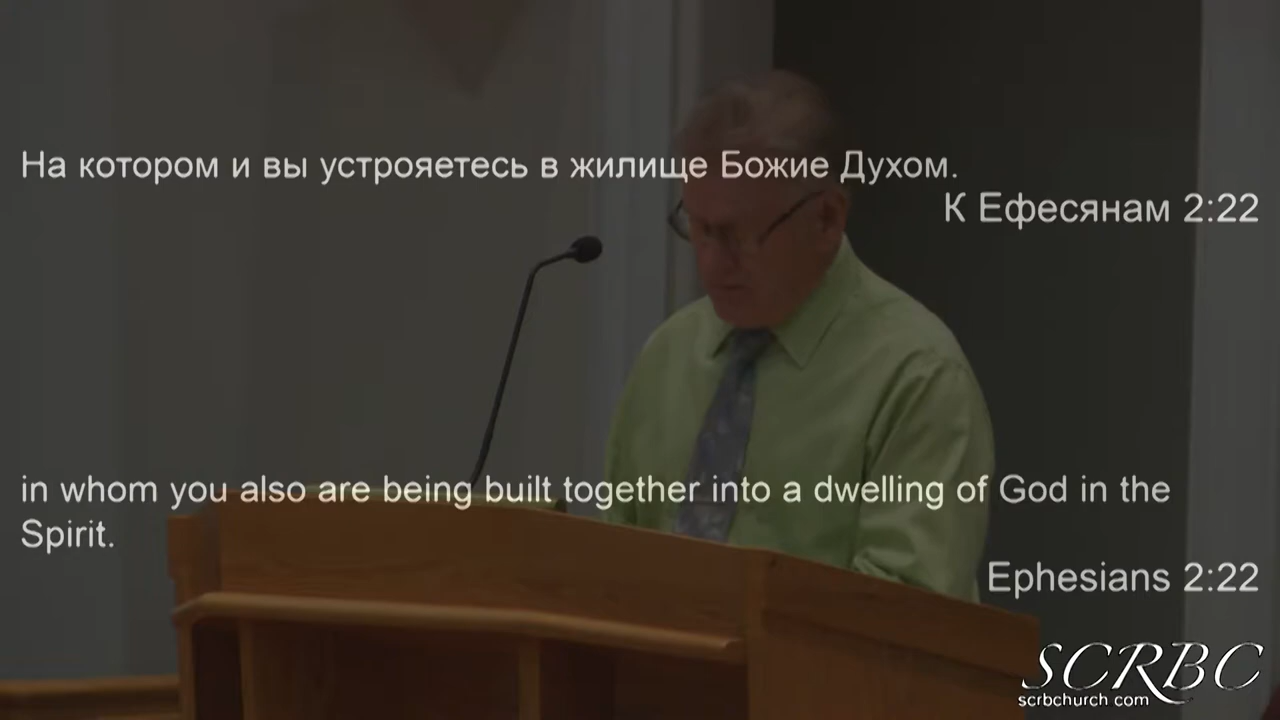 На котором и вы устрояетесь в жилище Божие Духом.
К Ефесянам 2:22
in whom you also are being built together into a dwelling of God in the
Spirit.
Ephesians 2:22
SCRBC
scrbchurch com